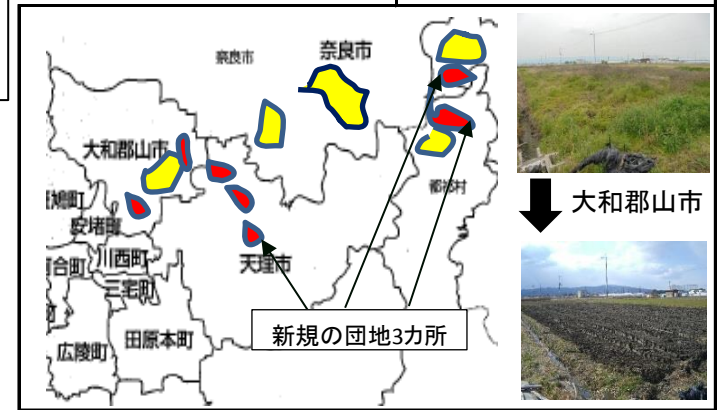 奈良市
奈良市
大和郡山市
都祁村
大和郡山市
安堵町
川西町
天理市
三宅町
新規の団地3カ所
田原本町
広陵町